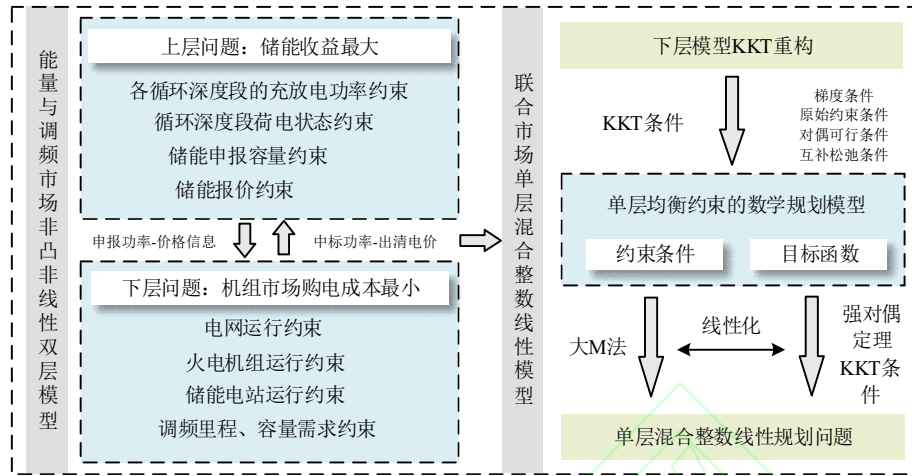 能量与调频市场非凸非线性双层模型
上层问题：储能收益最大
各循环深度段的充放电功率约束
循环深度段荷电状态约束
储能申报容量约束
储能报价约束
申报功率-价格信息
中标功率-出清电价
下层问题：机组市场购电成本最小
电网运行约束
火电机组运行约束
储能电站运行约束
调频里程、容量需求约束
联合市场单层混合整数线性模型
下层模型KKT重构
KKT条件
梯度条件
原始约束条件
对偶可行条件
互补松弛条件
单层均衡约束的数学规划模型
约束条件
目标函数
大M法
线性化
强对偶
定理
KKT条
件
单层混合整数线性规划问题